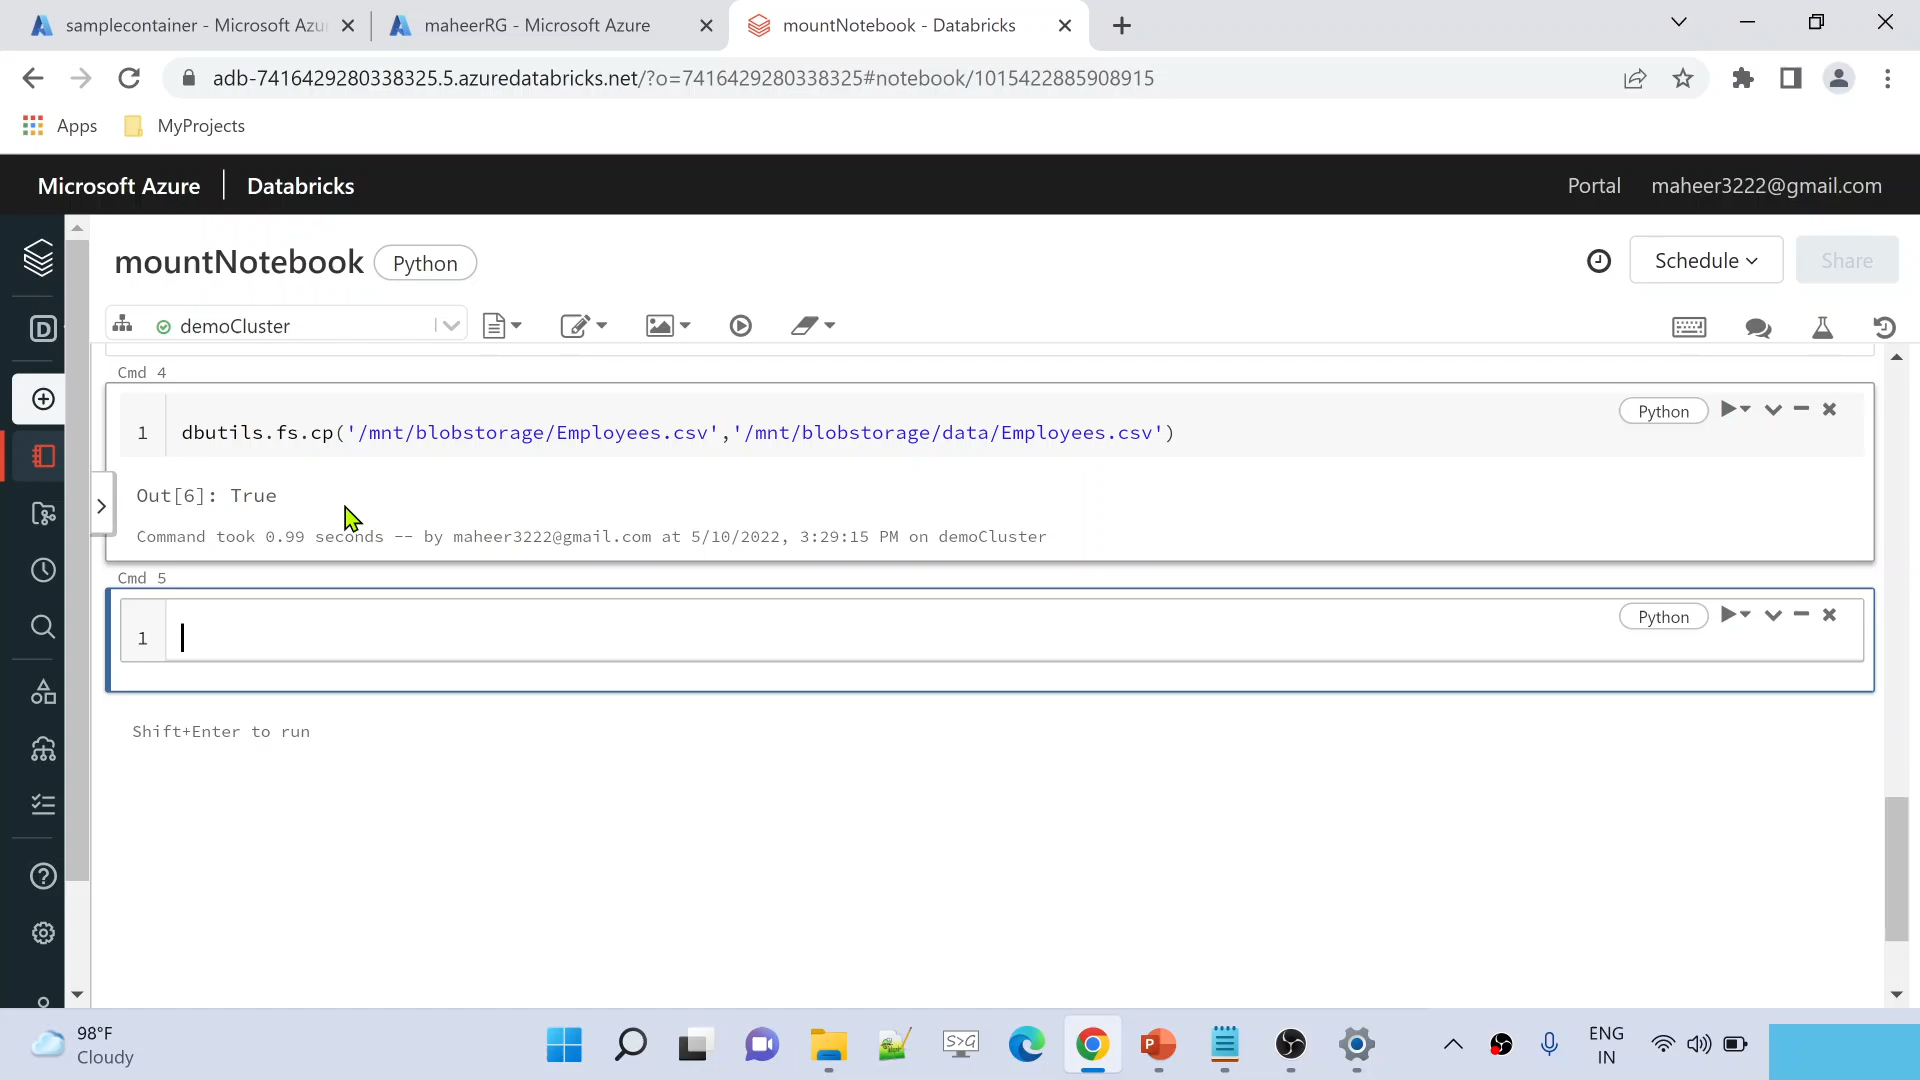 samplecontainer - Microsoft Azu
maheerRG - Microsoft Azure
mountNotebook - Databricks
adb-7416429280338325.5.azuredatabricks.net/?o=7416429280338325#notebook/1015422885908915
Apps
MyProjects
Microsoft Azure
Databricks
Portal
maheer3222@gmail.com
mountNotebook
Python
Schedule
Share
D
demoCluster
Cmd 4
Python
1
dbutils.fs.cp('/mnt/blobstorage/Employees.csv','/mnt/blobstorage/data/Employees.csv')
Out[6]: True
Command took 0.99 seconds -- by maheer3222@gmail.com at 5/10/2022, 3:29:15 PM on demoCluster
Cmd 5
Python
1
Shift+Enter to run
98°F
Cloudy
S>G
P
ENG
IN